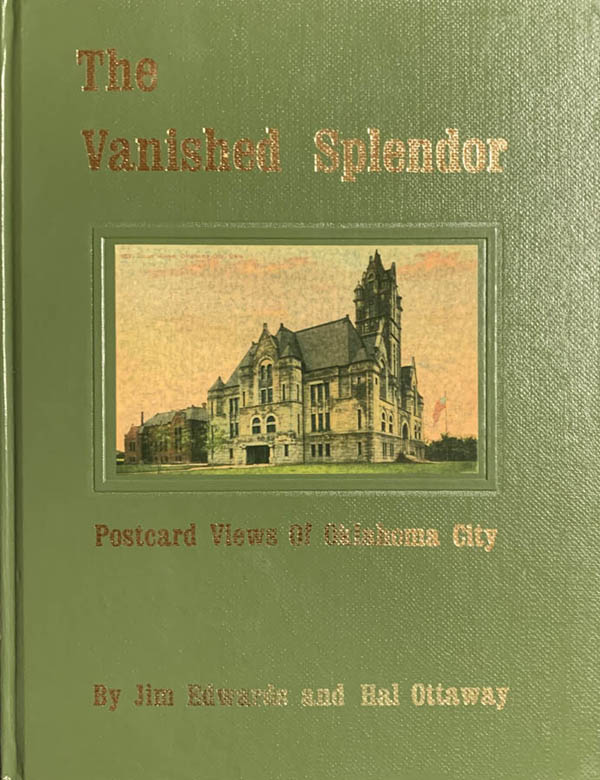 The
Vanished Splendor
Postcard Views Of Oklahoma City
By Jim Edwards and Hal Ottaway